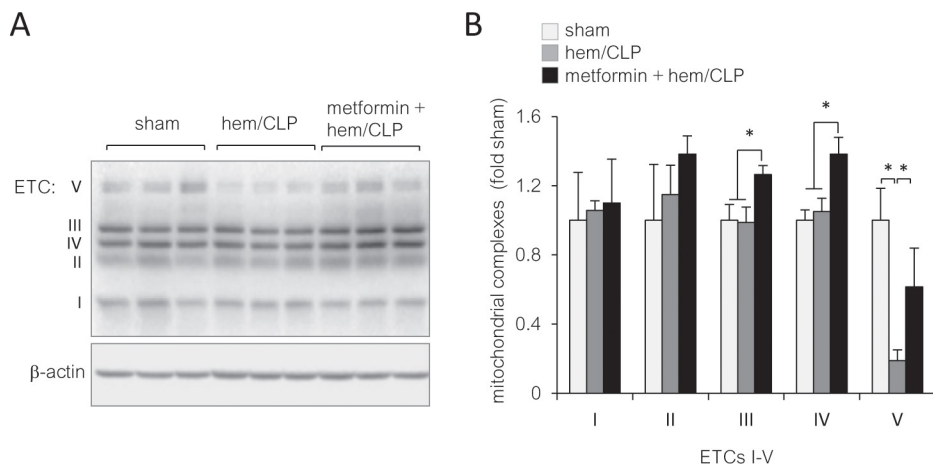 A
sham
hem/CLP
metformin +
hem/CLP
ETC: V
III
IV
II
I
β-actin
B
sham
hem/CLP
metformin + hem/CLP
mitochondrial complexes (fold sham)
1.6
1.2
0.8
0.4
0
*
*
* *
I II III IV V
ETCs I-V